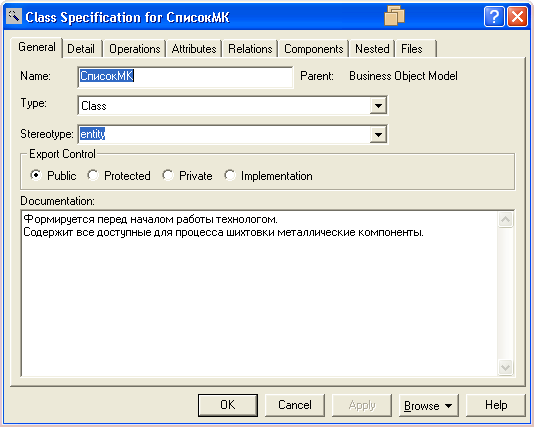 Class Specification for СписокМК
General Detail Operations Attributes Relations Components Nested Files
Name: СписокМК Parent: Business Object Model
Type: Class
Stereotype: entity
Export Control
Public Protected Private Implementation
Documentation:
Формируется перед началом работы технологом.
Содержит все доступные для процесса шихтовки металлические компоненты.
OK Cancel Apply Browse Help